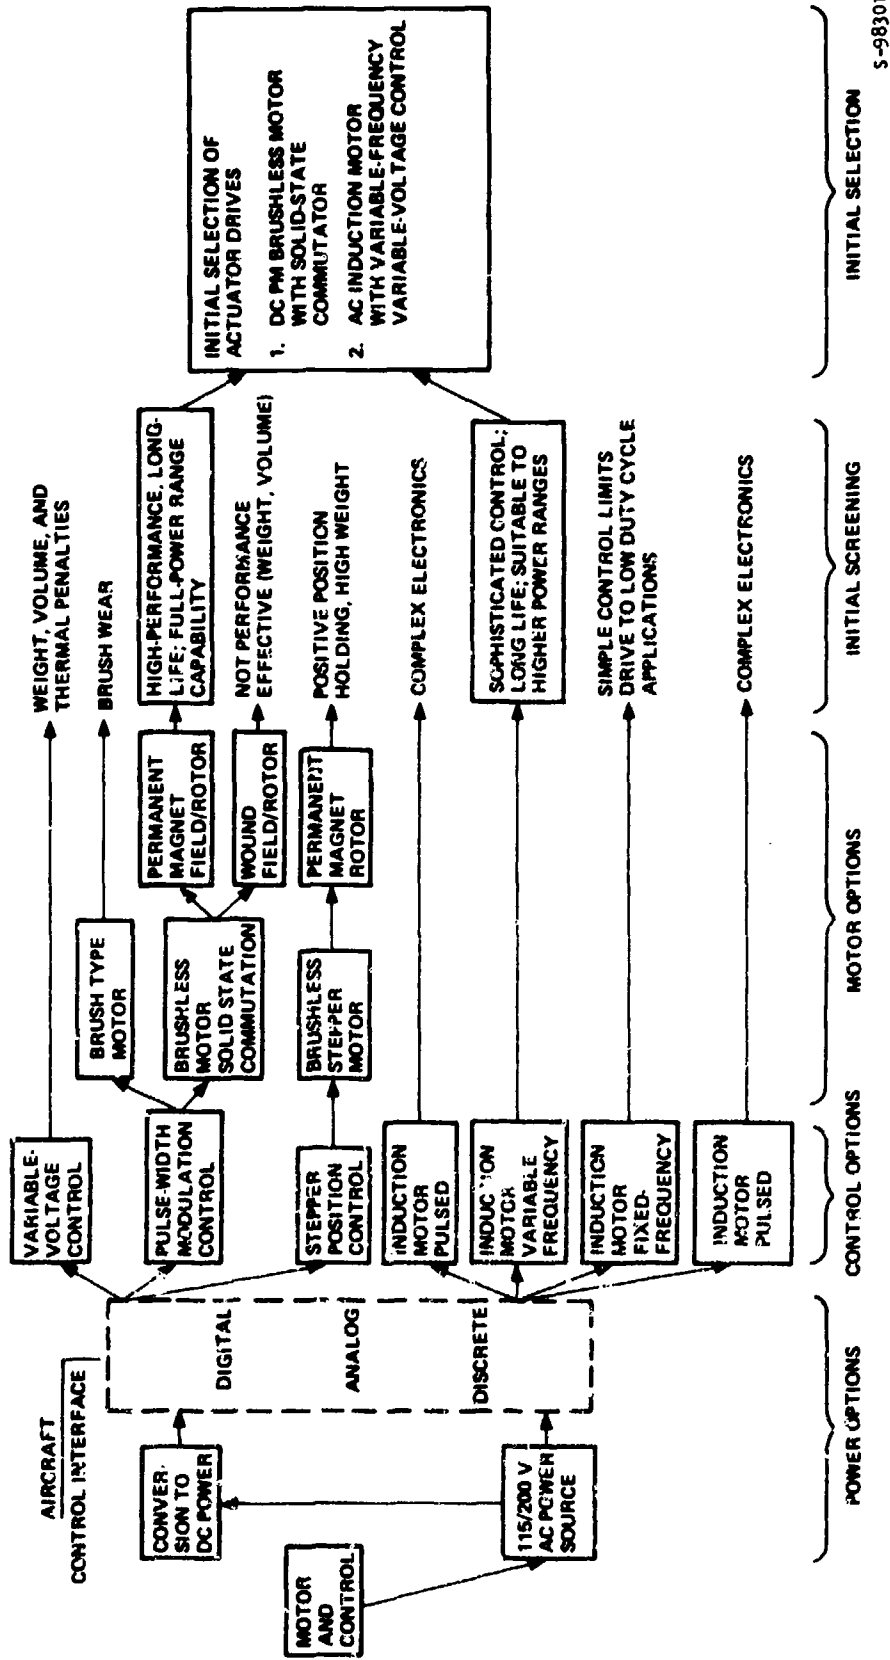 AIRCRAFT
CONTROL INTERFACE
MOTOR
AND
CONTROL
CONVER-
SION TO
DC POWER
115/200 V
AC POWER
SOURCE
DIGITAL
ANALOG
DISCRETE
VARIABLE-
VOLTAGE
CONTROL
PULSE-WIDTH
MODULATION
CONTROL
STEPPER
POSITION
CONTROL
INDUCTION
MOTOR
PULSED
INDUCTION
MOTOR
VARIABLE
FREQUENCY
INDUCTION
MOTOR
FIXED-
FREQUENCY
INDUCTION
MOTOR
PULSED
BRUSH TYPE
MOTOR
BRUSHLESS
MOTOR
SOLID STATE
COMMUTATION
BRUSHLESS
STEPPER
MOTOR
PERMANENT
MAGNET
FIELD/ROTOR
WOUND
FIELD/ROTOR
PERMANENT
MAGNET
ROTOR
WEIGHT, VOLUME, AND
THERMAL PENALTIES
BRUSH WEAR
HIGH-PERFORMANCE, LONG-
LIFE; FULL-POWER RANGE
CAPABILITY
NOT PERFORMANCE
EFFECTIVE (WEIGHT, VOLUME)
POSITIVE POSITION
HOLDING, HIGH WEIGHT
COMPLEX ELECTRONICS
SOPHISTICATED CONTROL;
LONG LIFE; SUITABLE TO
HIGHER POWER RANGES
SIMPLE CONTROL LIMITS
DRIVE TO LOW DUTY CYCLE
APPLICATIONS
COMPLEX ELECTRONICS
INITIAL SELECTION OF
ACTUATOR DRIVES
1. DC PM BRUSHLESS MOTOR
WITH SOLID-STATE
COMMUTATOR
2. AC INDUCTION MOTOR
WITH VARIABLE-FREQUENCY
VARIABLE-VOLTAGE CONTROL
POWER OPTIONS
CONTROL OPTIONS
MOTOR OPTIONS
INITIAL SCREENING
INITIAL SELECTION